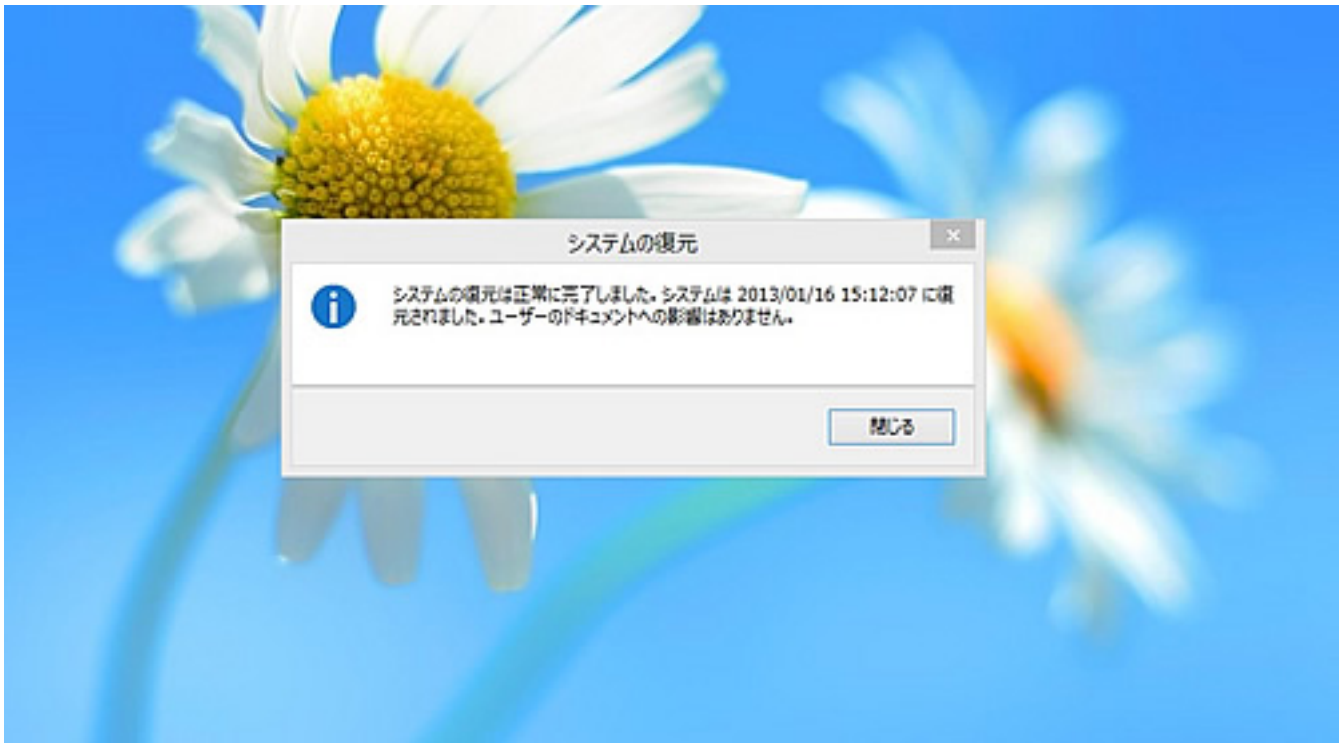 システムの復元
システムの復元は正常に完了しました。システムは 2013/01/16 15:12:07 に復
元されました。ユーザーのドキュメントへの影響はありません。
閉じる